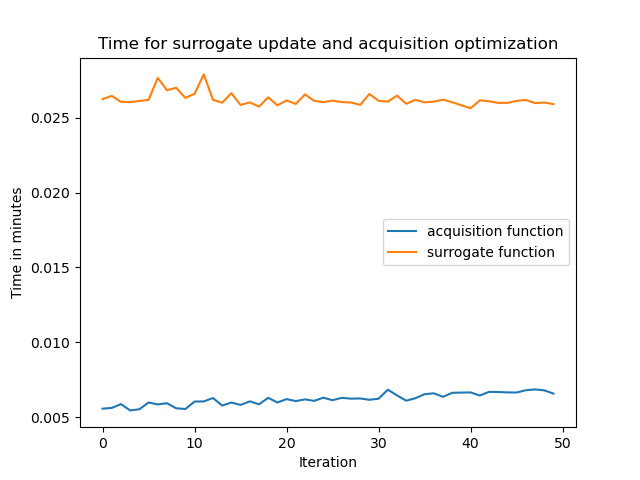 Time for surrogate update and acquisition optimization
0.025
0.020
0.015
0.010
0.005
Time in minutes
acquisition function
surrogate function
0 10 20 30 40 50
Iteration